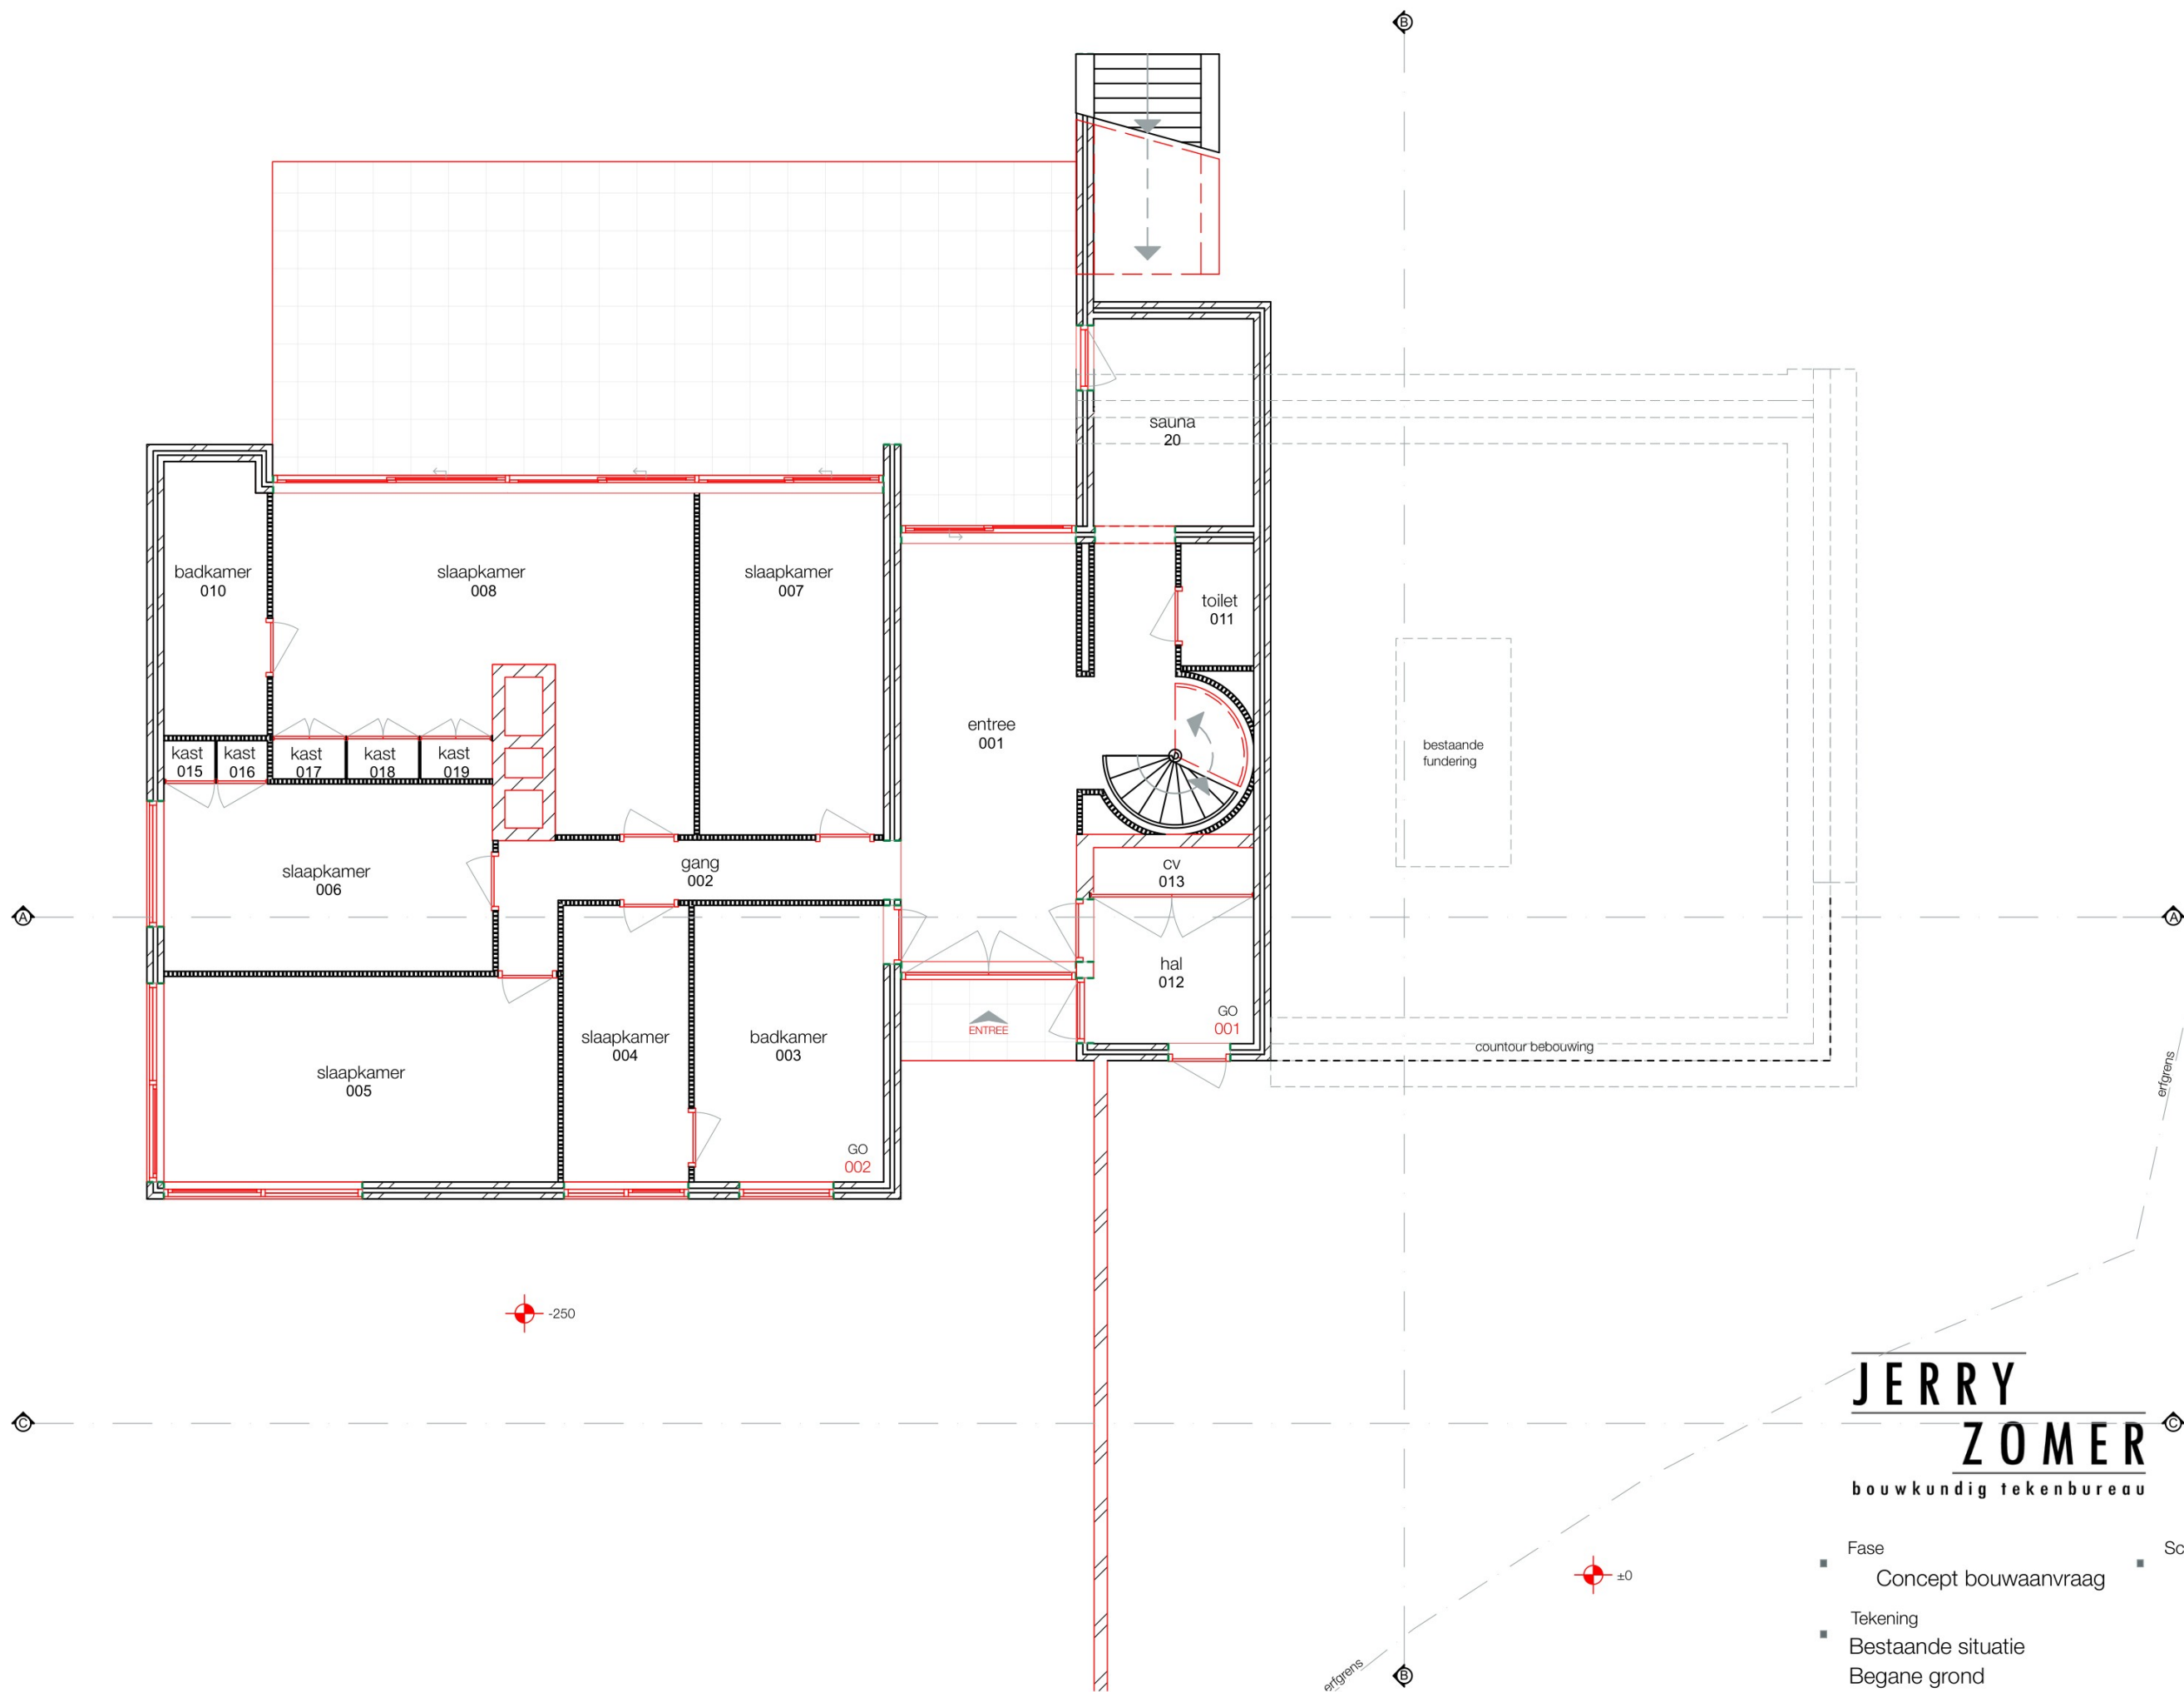 B
sauna
20
badkamer
010
slaapkamer
008
slaapkamer
007
toilet
011
entree
001
kast
015
kast
016
kast
017
kast
018
kast
019
bestaande
fundering
slaapkamer
006
gang
002
cv
013
A
A
hal
012
GO
001
ENTREE
slaapkamer
004
badkamer
003
slaapkamer
005
countour bebouwing
erfgrens
GO
002
-250
JERRY
ZOMER
bouwkundig tekenbureau
C
C
Fase
Sc
Concept bouwaanvraag
±0
Tekening
Bestaande situatie
Begane grond
erfgrens
B